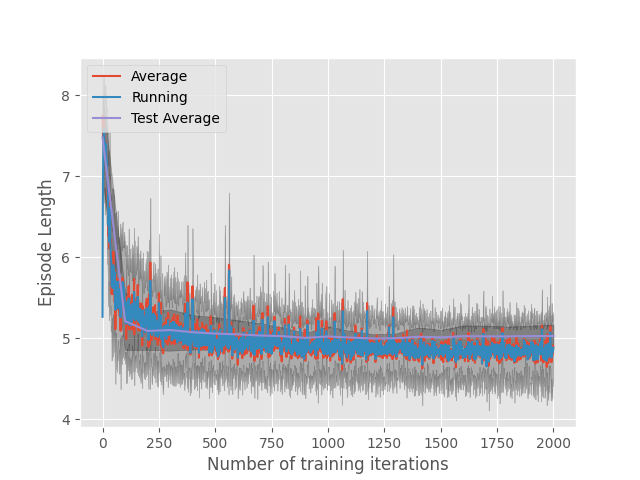 Average
Running
Test Average
8
7
6
5
4
Episode Length
0
250
500
750
1000
1250
1500
1750
2000
Number of training iterations